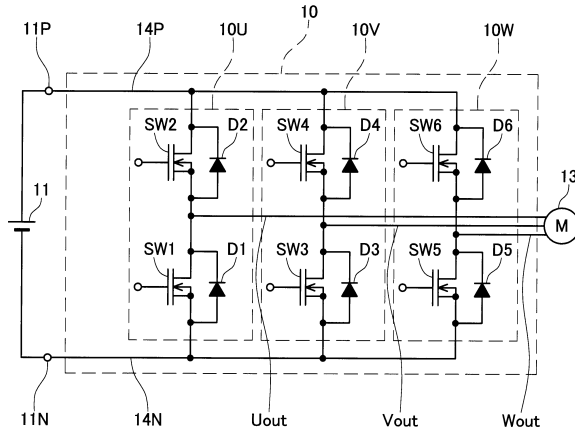 11P 14P 10U 10 10V 10W
SW2 D2 SW4 D4 SW6 D6
13
11
M
SW1 D1 SW3 D3 SW5 D5
11N 14N Uout Vout Wout